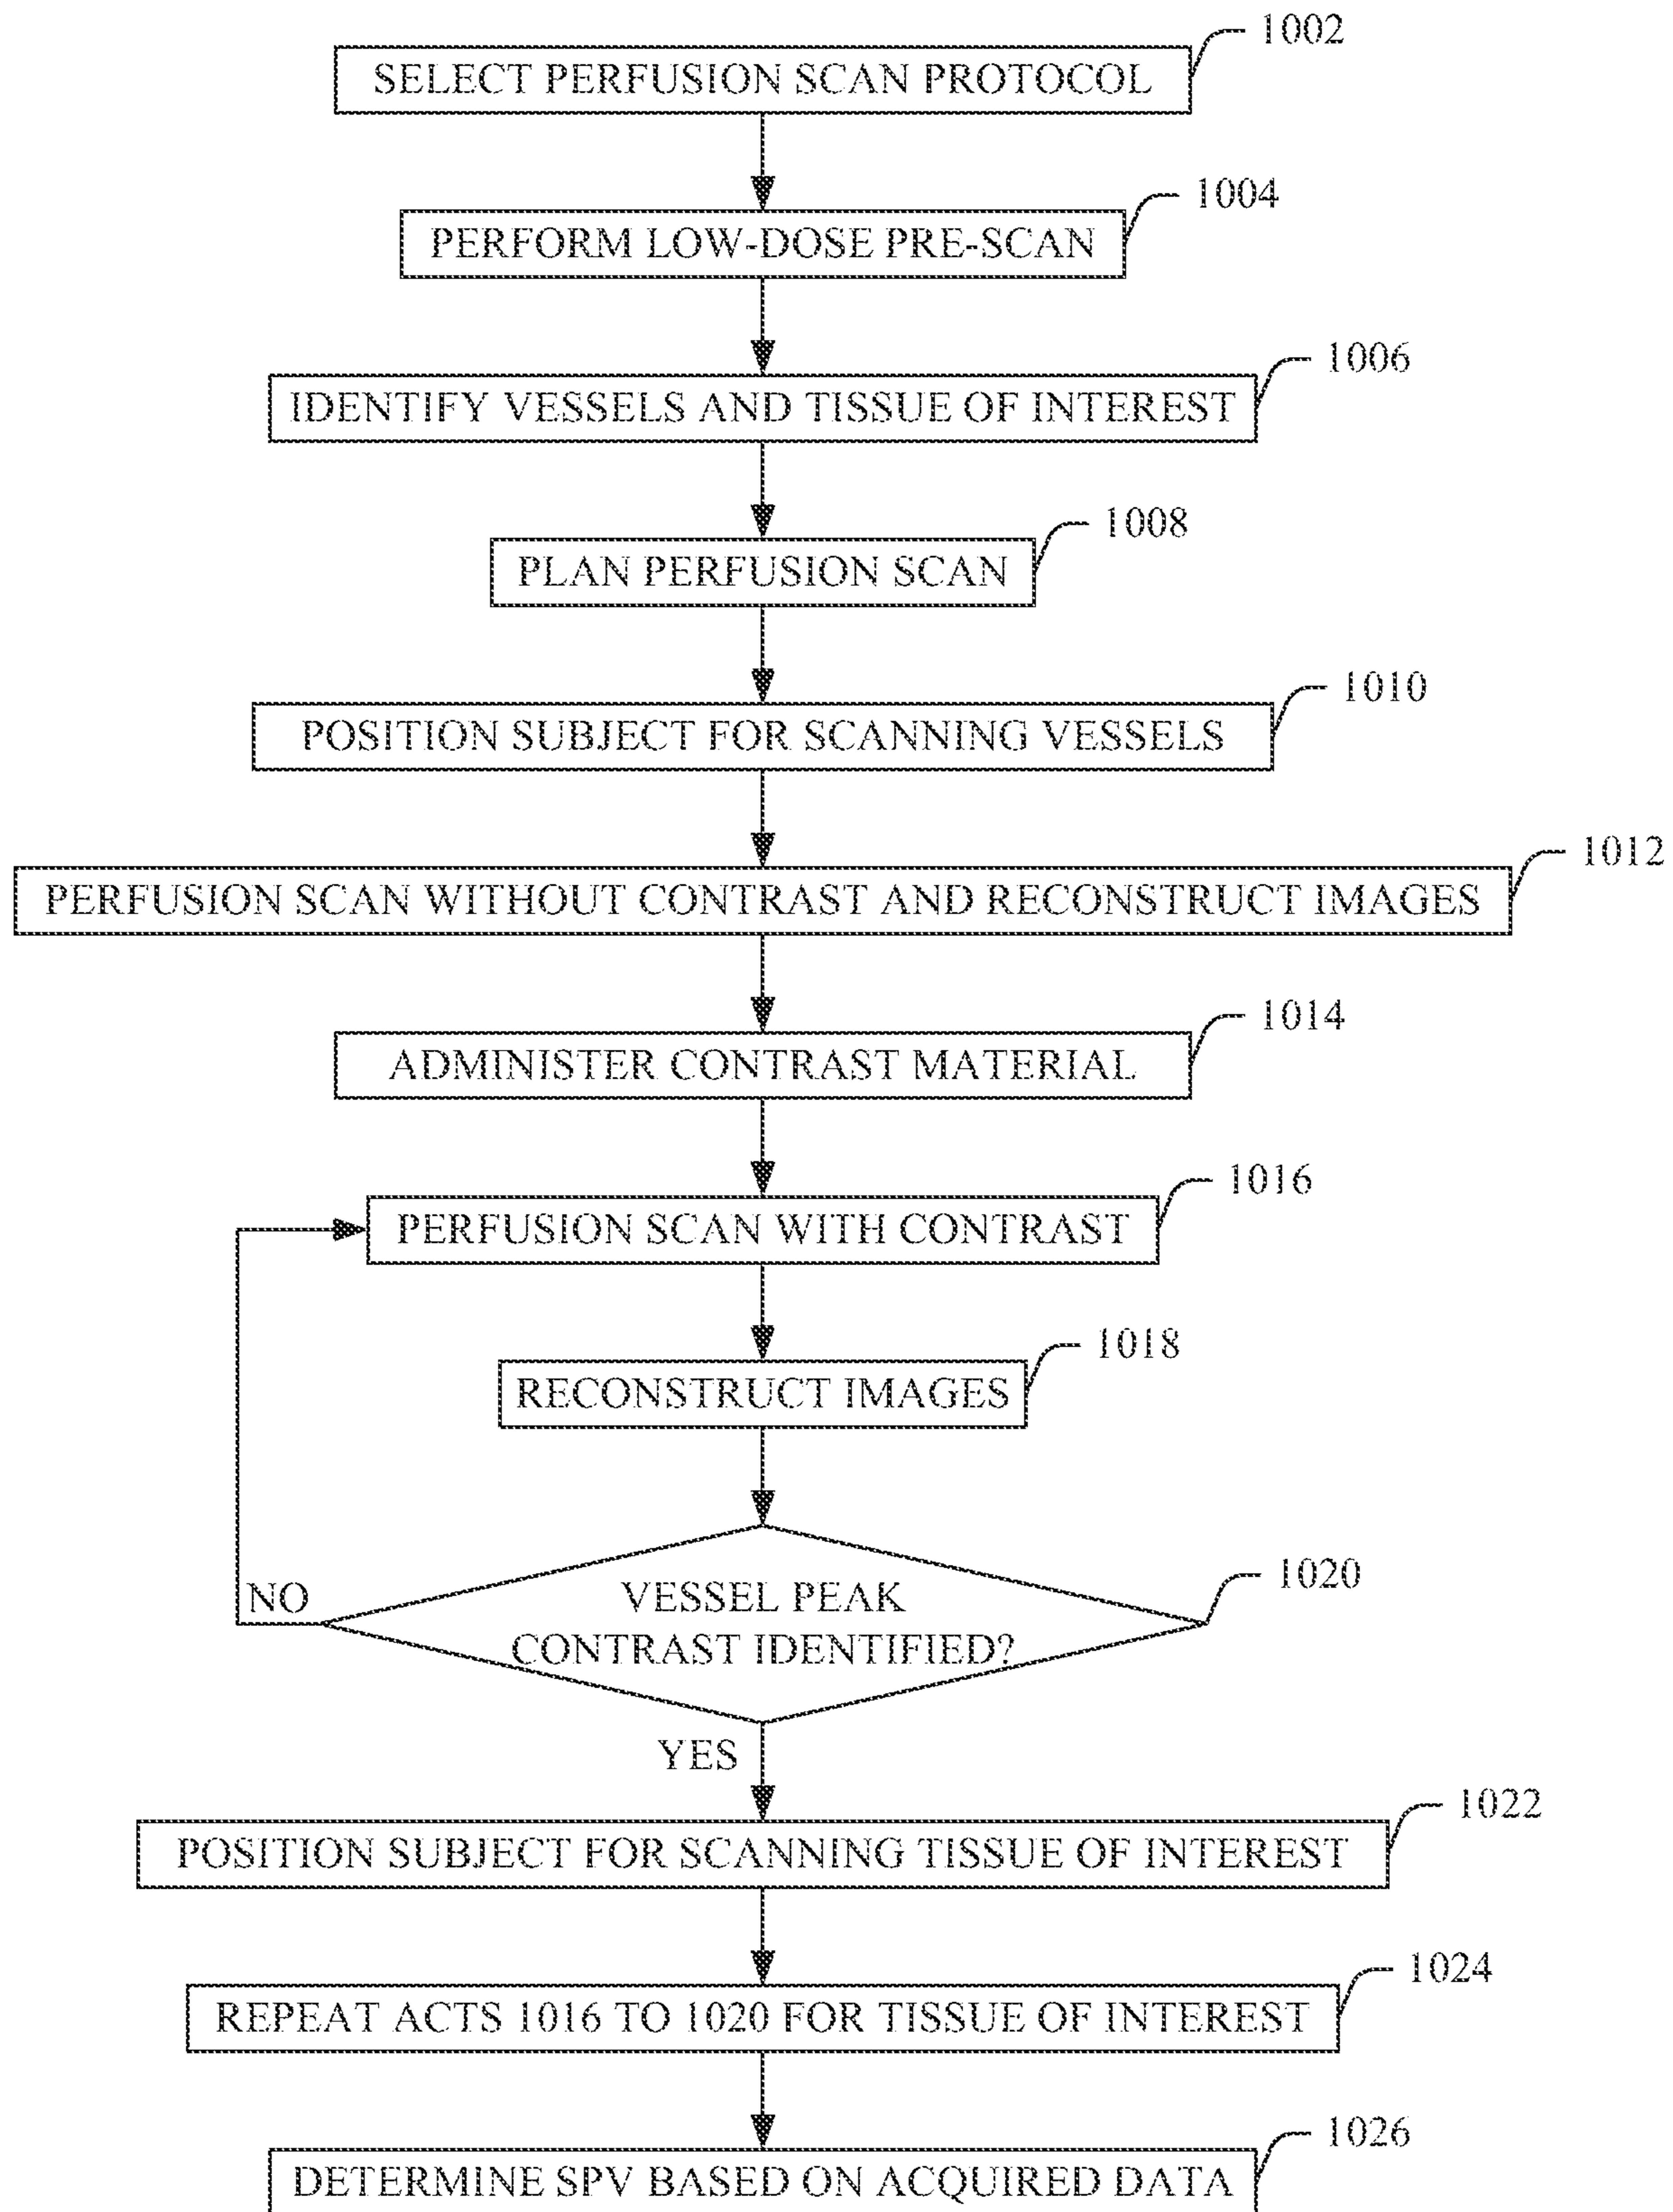 1002
SELECT PERFUSION SCAN PROTOCOL
1004
PERFORM LOW-DOSE PRE-SCAN
1006
IDENTIFY VESSELS AND TISSUE OF INTEREST
1008
PLAN PERFUSION SCAN
1010
POSITION SUBJECT FOR SCANNING VESSELS
1012
PERFUSION SCAN WITHOUT CONTRAST AND RECONSTRUCT IMAGES
1014
ADMINISTER CONTRAST MATERIAL
1016
PERFUSION SCAN WITH CONTRAST
1018
RECONSTRUCT IMAGES
1020
NO
VESSEL PEAK
CONTRAST IDENTIFIED?
YES
1022
POSITION SUBJECT FOR SCANNING TISSUE OF INTEREST
1024
REPEAT ACTS 1016 TO 1020 FOR TISSUE OF INTEREST
1026
DETERMINE SPV BASED ON ACQUIRED DATA